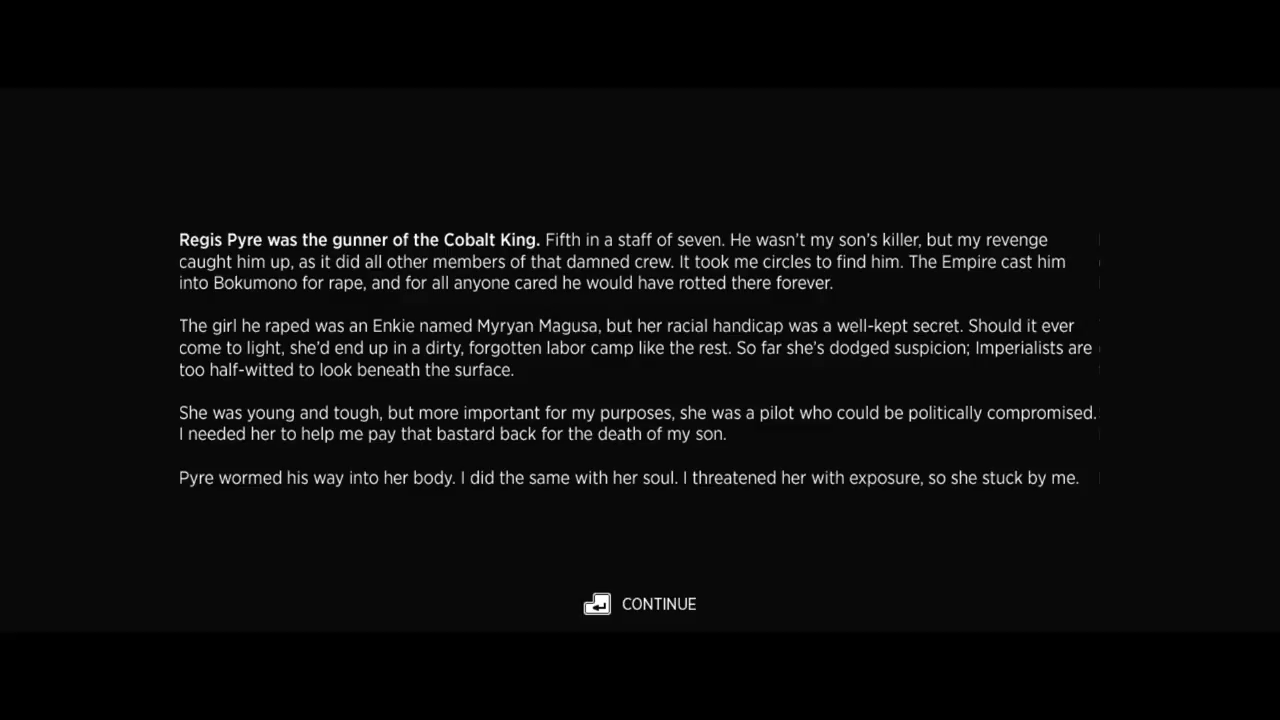 Regis Pyre was the gunner of the Cobalt King. Fifth in a staff of seven. He wasn't my son's killer, but my revenge
caught him up, as it did all other members of that damned crew. It took me circles to find him. The Empire cast him
into Bokumono for rape, and for all anyone cared he would have rotted there forever.
The girl he raped was an Enkie named Myryan Magusa, but her racial handicap was a well-kept secret. Should it ever
come to light, she'd end up in a dirty, forgotten labor camp like the rest. So far she's dodged suspicion; Imperialists are
too half-witted to look beneath the surface.
She was young and tough, but more important for my purposes, she was a pilot who could be politically compromised.
I needed her to help me pay that bastard back for the death of my son.
Pyre wormed his way into her body. I did the same with her soul. I threatened her with exposure, so she stuck by me.
CONTINUE